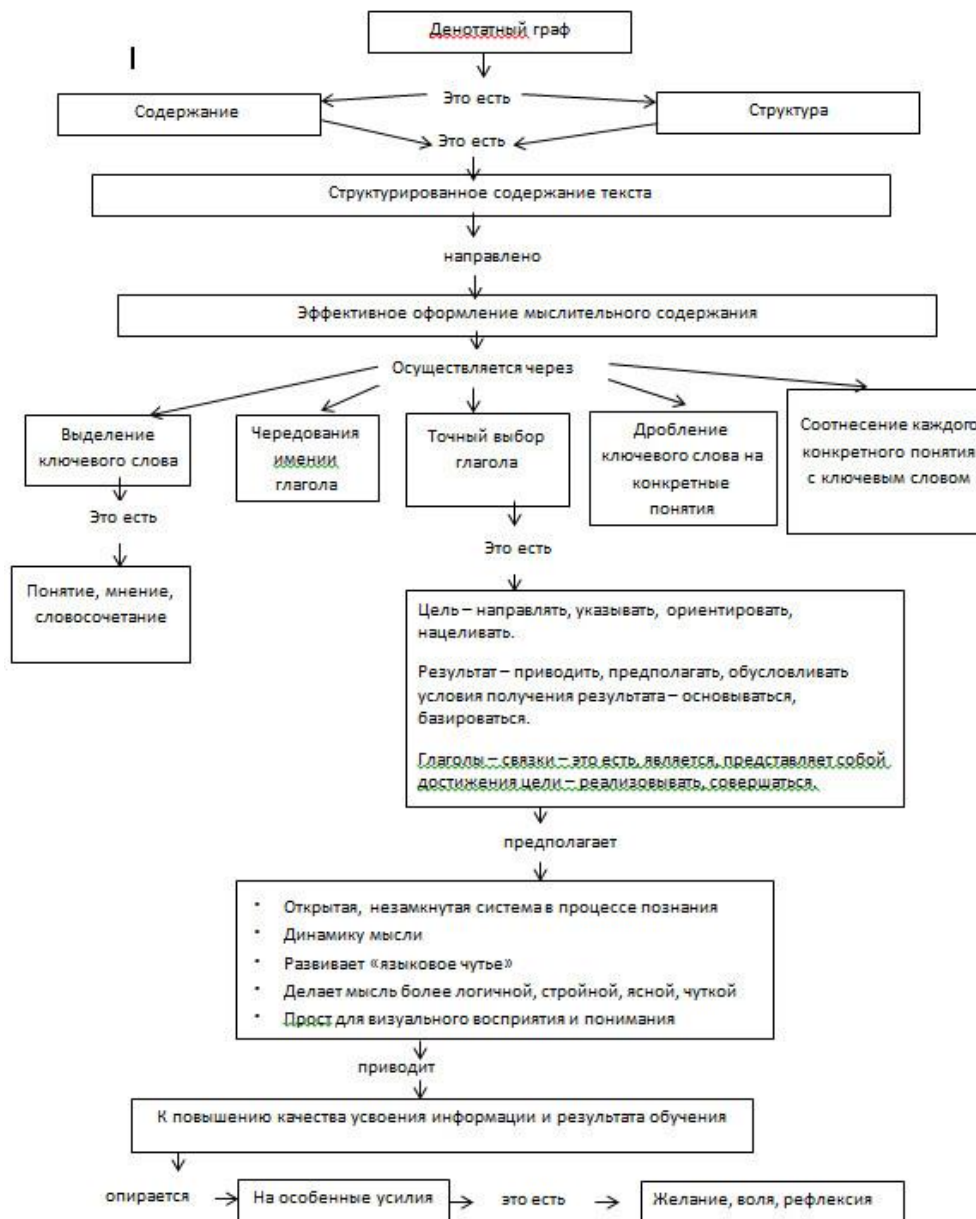 Денотатный граф
Это есть
Содержание
Структура
Это есть
Структурированное содержание текста
направлено
Эффективное оформление мыслительного содержания
Осуществляется через
Выделение
ключевого слова
Чередования
имении
глагола
Точный выбор
глагола
Дробление
ключевого слова на
конкретные
понятия
Соотнесение каждого
конкретного понятия
с ключевым словом
Это есть
Это есть
Понятие, мнение,
словосочетание
Цель – направлять, указывать, ориентировать,
нацеливать.
Результат – приводить, предполагать, обусловливать
условия получения результата – основываться,
базироваться.
Глаголы – связки – это есть, является, представляет собой
достижения цели – реализовывать, совершаться.
предполагает
· Открытая, незамкнутая система в процессе познания
· Динамику мысли
· Развивает «языковое чутье»
· Делает мысль более логичной, стройной, ясной, чуткой
· Прост для визуального восприятия и понимания
приводит
К повышению качества усвоения информации и результата обучения
опирается
На особенные усилия
это есть
Желание, воля, рефлексия